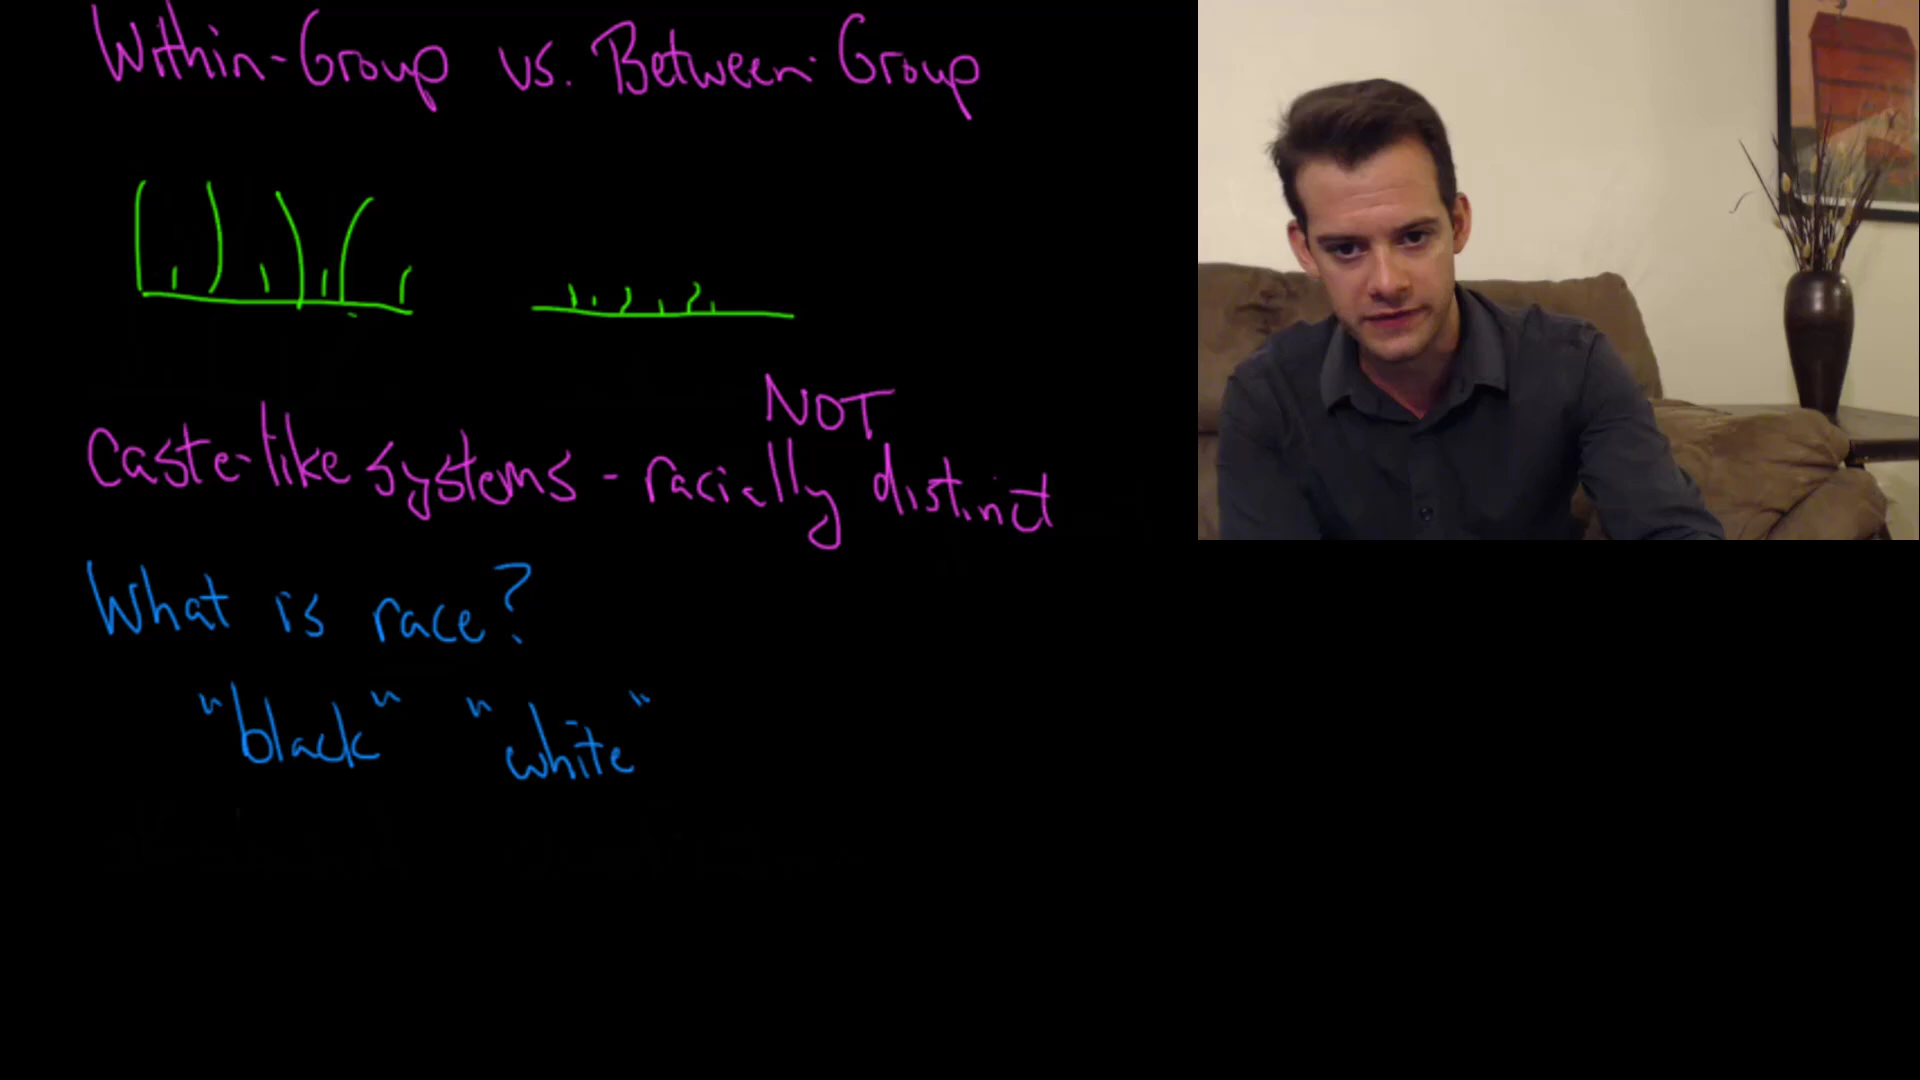 Within-Group vs. Between-Group
NOT
Caste-like systems - racially distinct
What is race?
"black" "white"